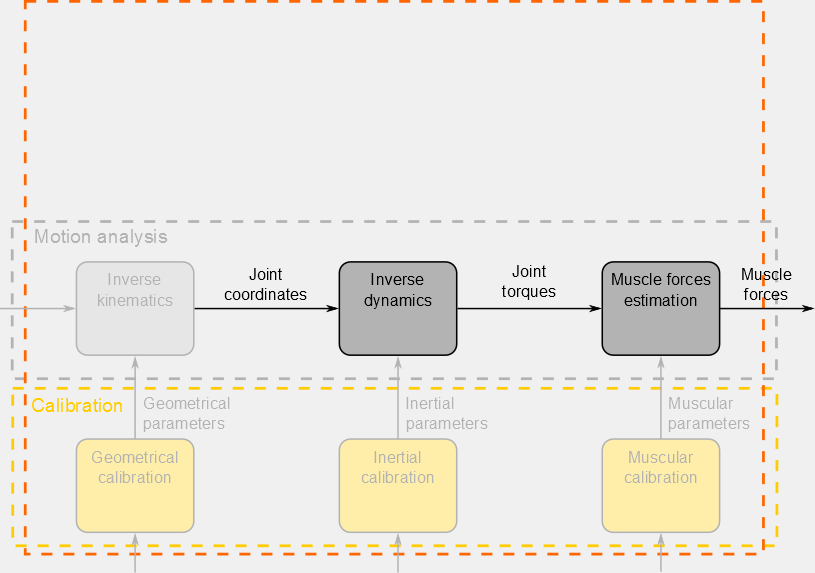 Motion analysis
Inverse
kinematics
Joint
coordinates
Inverse
dynamics
Joint
torques
Muscle forces
estimation
Muscle
forces
Calibration
Geometrical
parameters
Inertial
parameters
Muscular
parameters
Geometrical
calibration
Inertial
calibration
Muscular
calibration